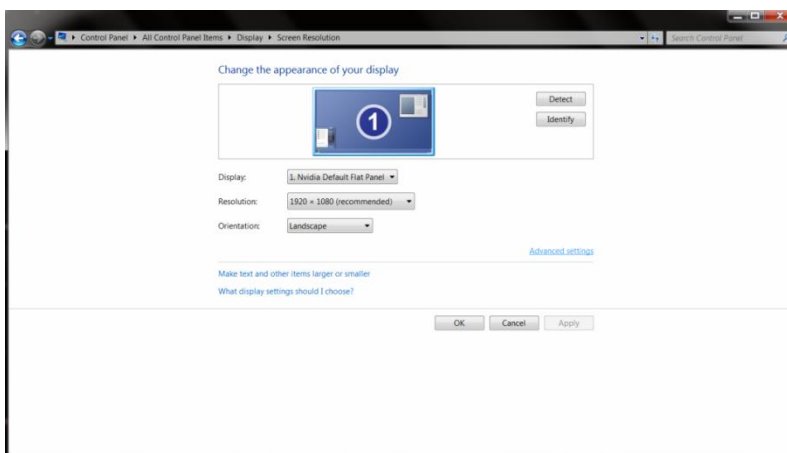 Control Panel ▸ All Control Panel Items ▸ Display ▸ Screen Resolution
Search Control Panel
Change the appearance of your display
1
Detect
Identify
Display: 1. Nvidia Default Flat Panel
Resolution: 1920 × 1080 (recommended)
Orientation: Landscape
Advanced settings
Make text and other items larger or smaller
What display settings should I choose?
OK Cancel Apply